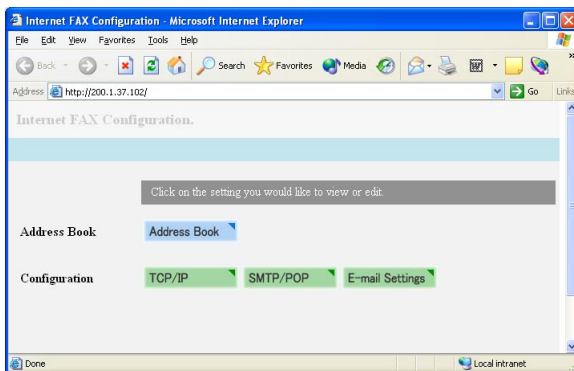 Internet FAX Configuration - Microsoft Internet Explorer
File Edit View Favorites Tools Help
Back Search Favorites Media
Address http://200.1.37.102/ Go Links
Internet FAX Configuration.
Click on the setting you would like to view or edit.
Address Book Address Book
Configuration TCP/IP SMTP/POP E-mail Settings
Done Local intranet